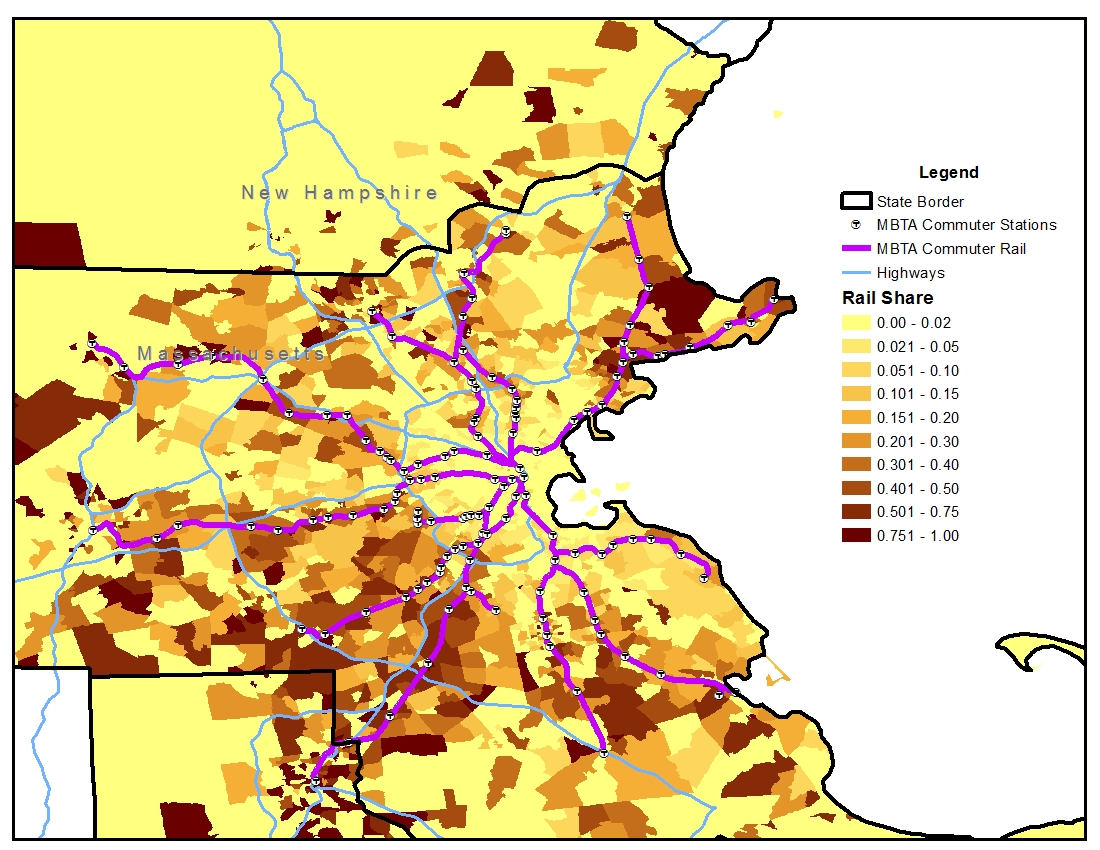 New Hampshire
Massachusetts
Legend
State Border
MBTA Commuter Stations
MBTA Commuter Rail
Highways
Rail Share
0.00 - 0.02
0.021 - 0.05
0.051 - 0.10
0.101 - 0.15
0.151 - 0.20
0.201 - 0.30
0.301 - 0.40
0.401 - 0.50
0.501 - 0.75
0.751 - 1.00